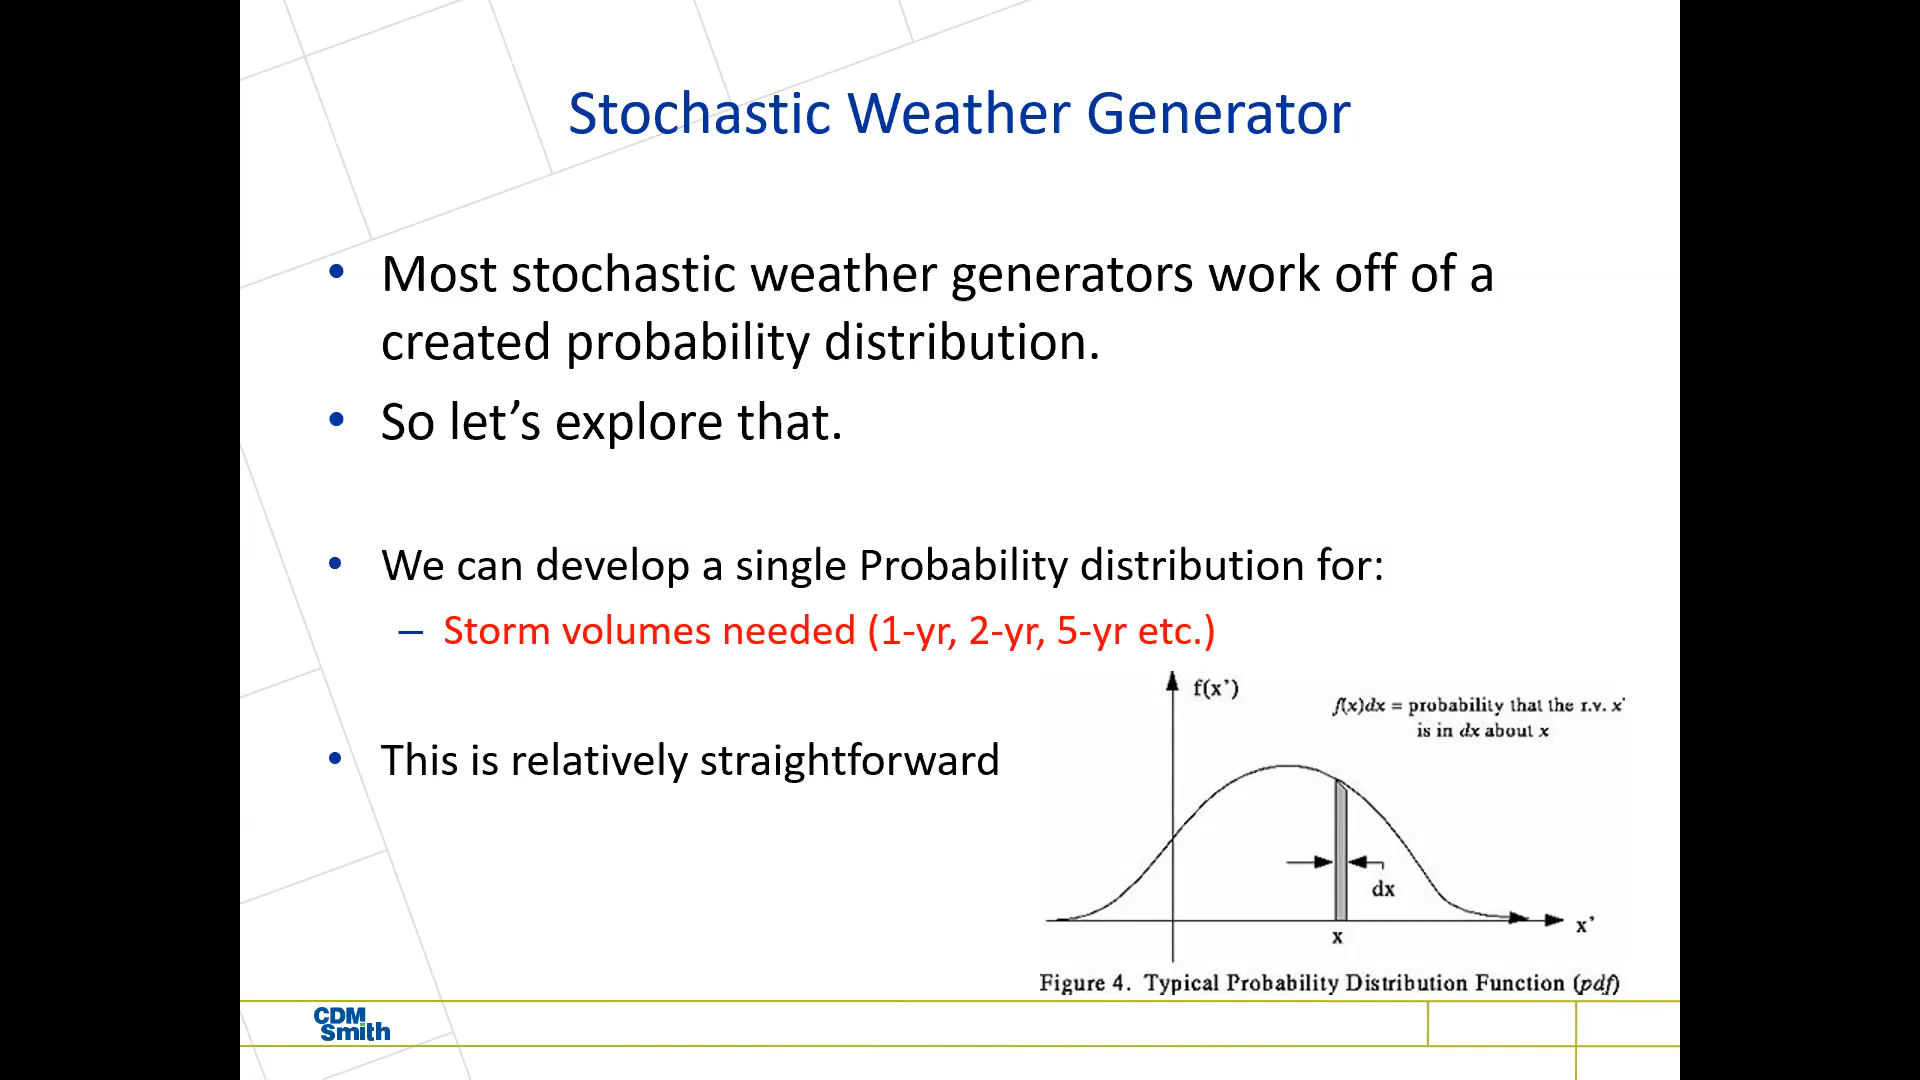 Stochastic Weather Generator
• Most stochastic weather generators work off of a
created probability distribution.
• So let’s explore that.
• We can develop a single Probability distribution for:
– Storm volumes needed (1-yr, 2-yr, 5-yr etc.)
• This is relatively straightforward
f(x’)
f(x)dx = probability that the r.v. x’
is in dx about x
dx
x
x’
Figure 4. Typical Probability Distribution Function (pdf)
CDM
Smith